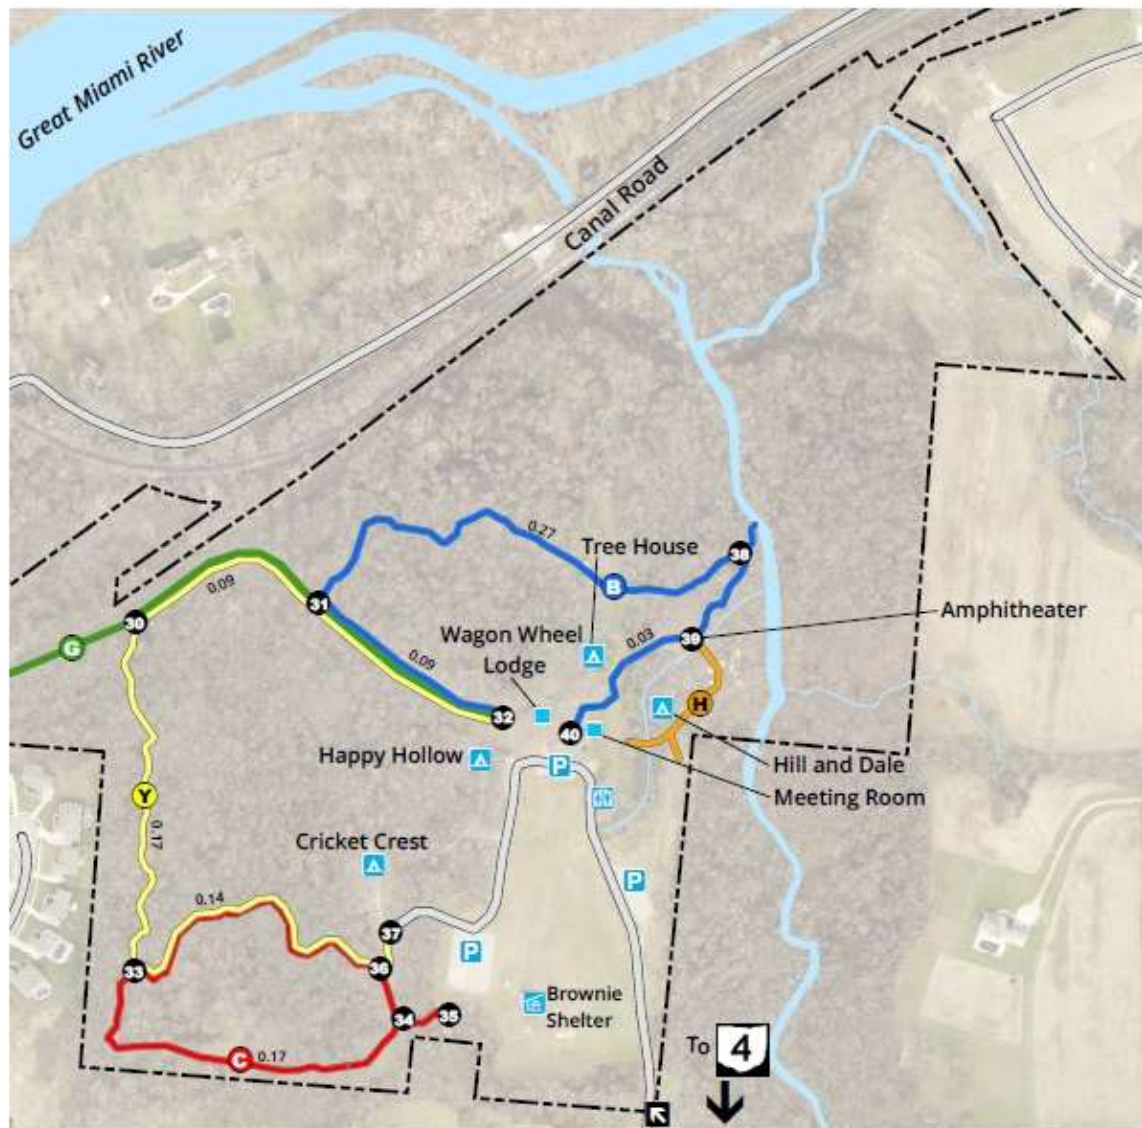 Great Miami River
Canal Road
0.27
Tree House
38
B
0.09
31
30
G
Amphitheater
39
0.03
Wagon Wheel
Lodge
0.09
H
32
40
Happy Hollow
P
Hill and Dale
Meeting Room
Y
0.17
Cricket Crest
P
0.14
37
P
33
36
Brownie
Shelter
34
35
To 4
C
0.17